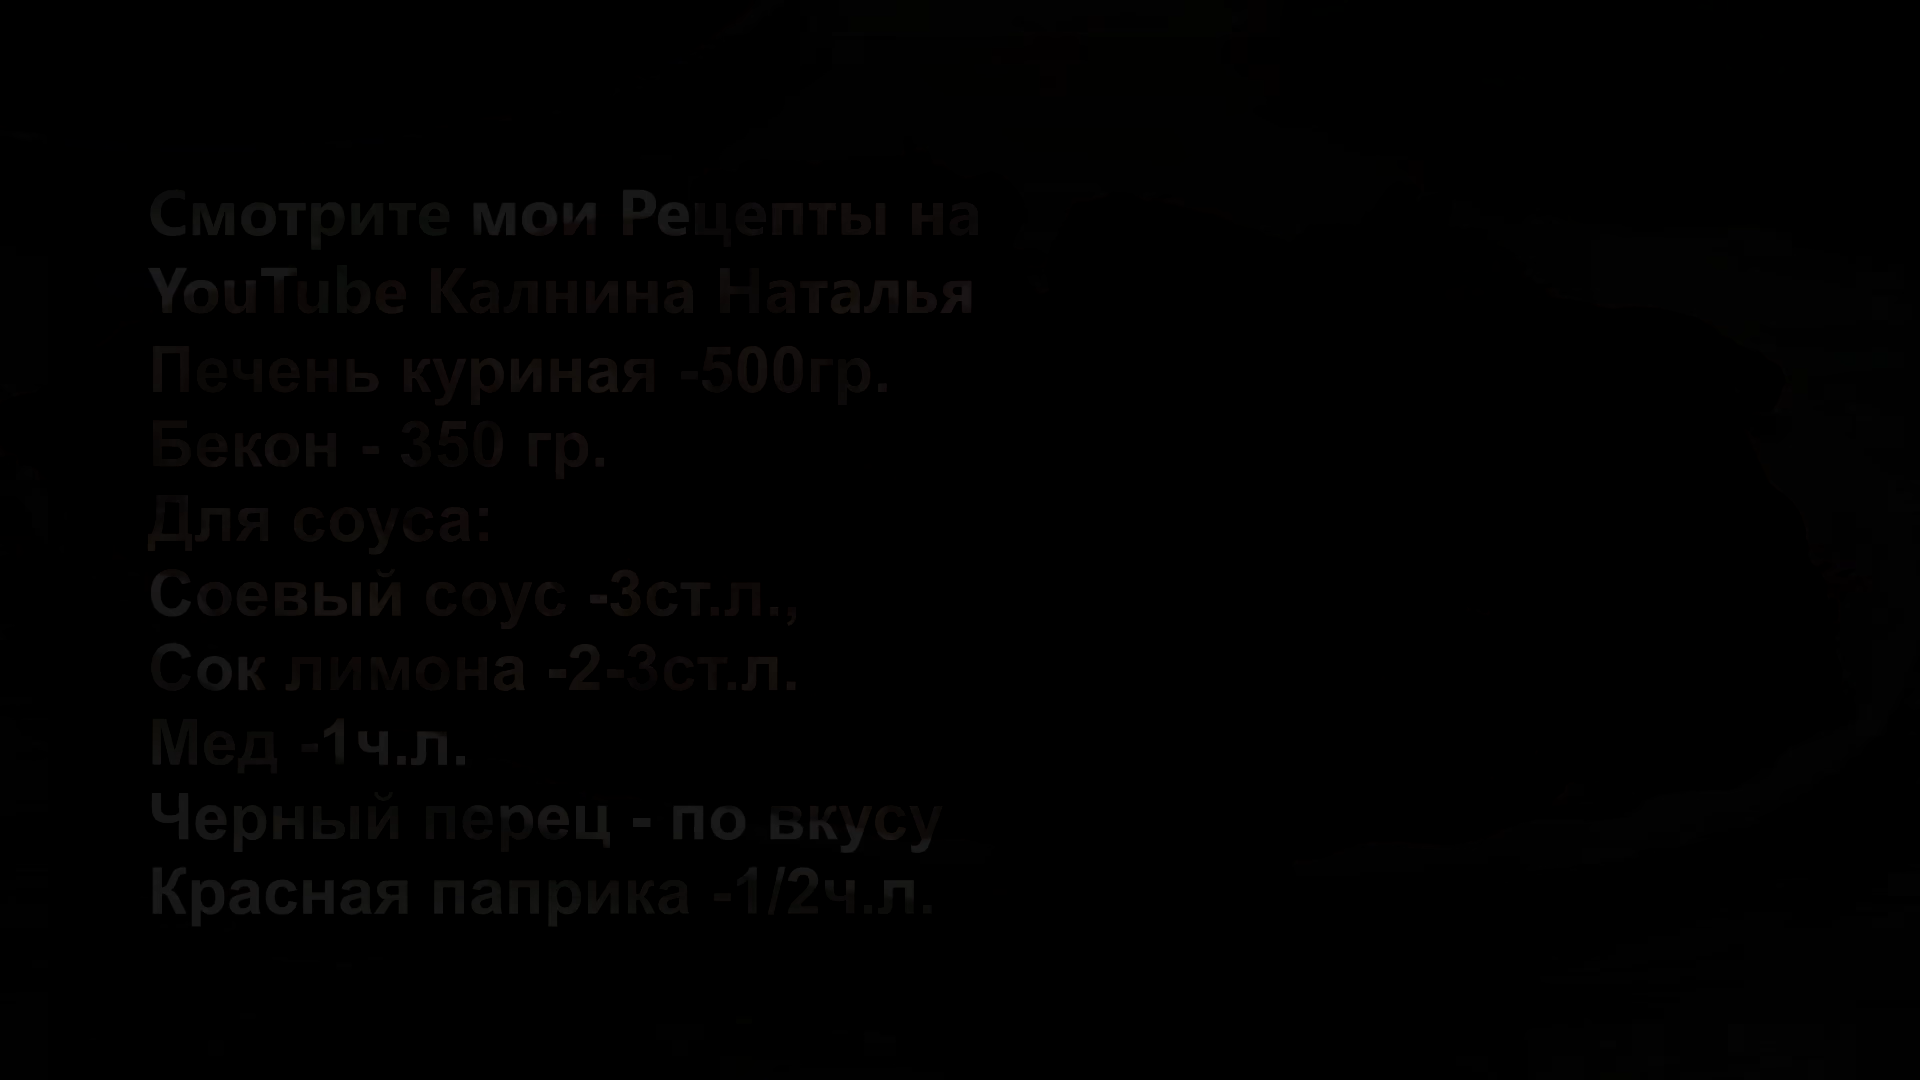 Смотрите мои Рецепты на
YouTube Калнина Наталья
Печень куриная -500гр.
Бекон - 350 гр.
Для соуса:
Соевый соус -3ст.л.,
Сок лимона -2-3ст.л.
Мед -1ч.л.
Черный перец - по вкусу
Красная паприка -1/2ч.л.